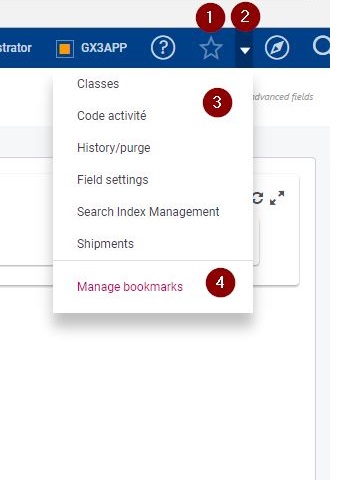 1 2
strator GX3APP ?
Classes
3 advanced fields
Code activité
History/purge
Field settings
Search Index Management
Shipments
Manage bookmarks 4